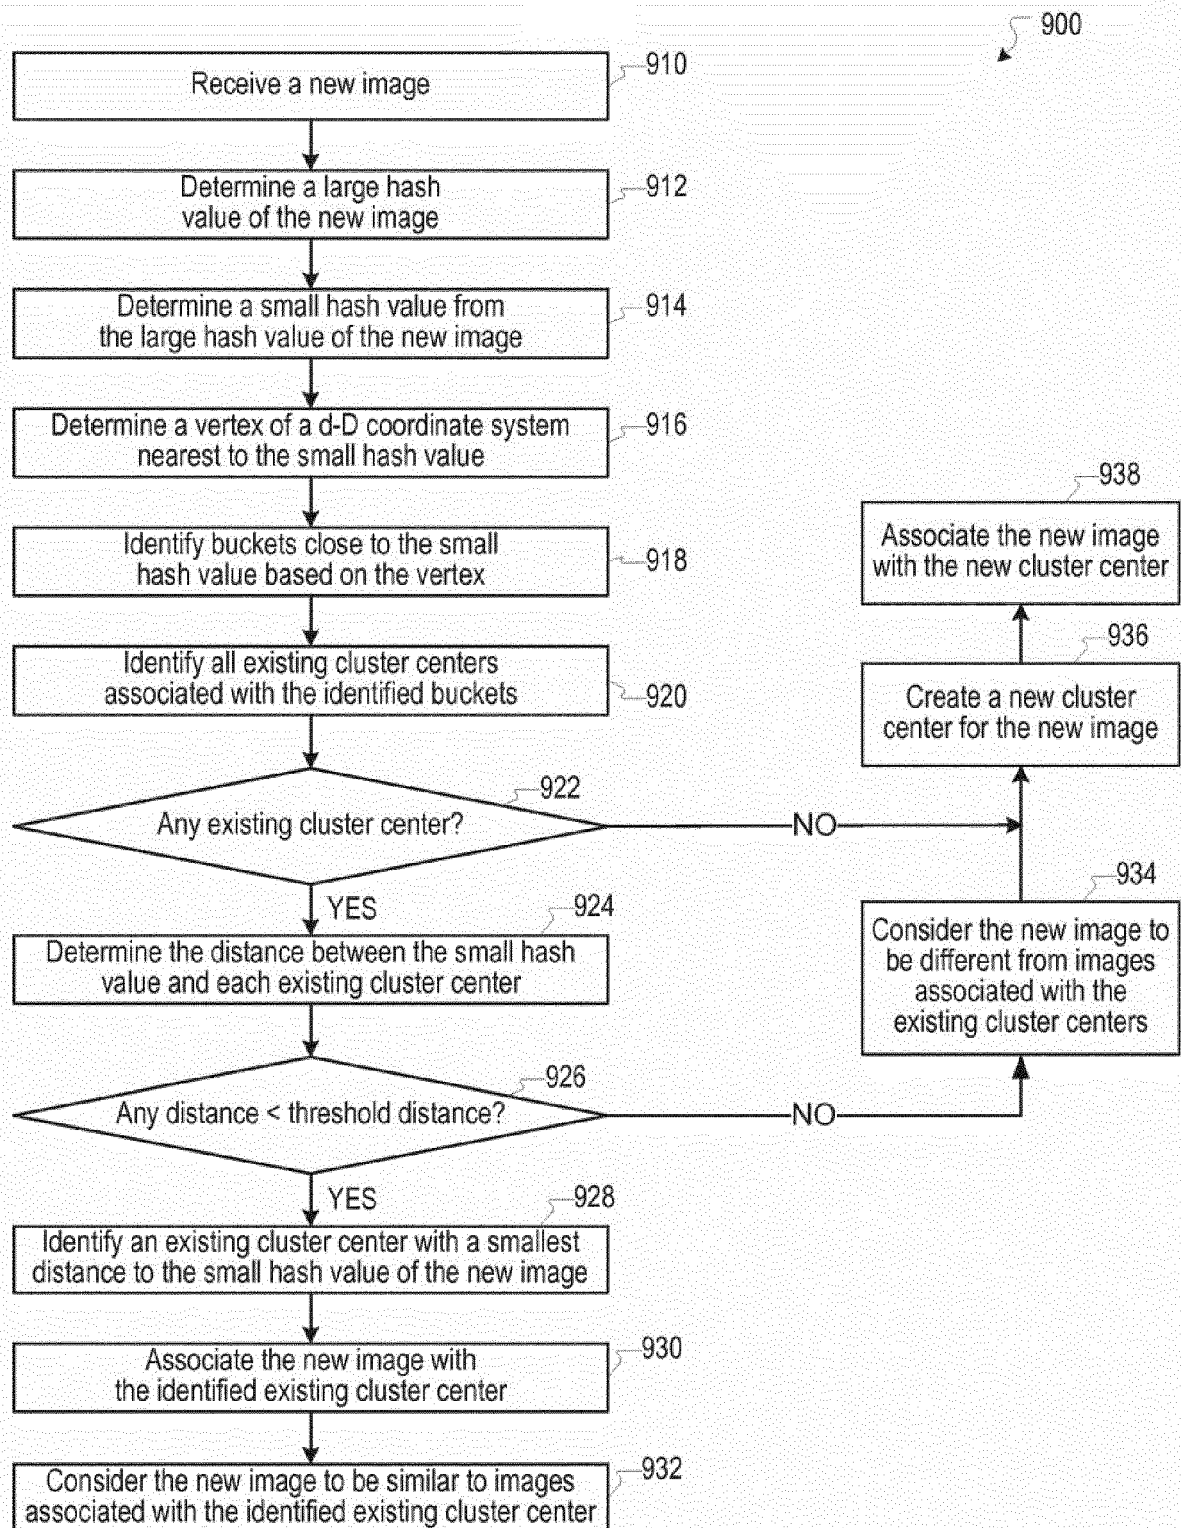 900
Receive a new image
910
Determine a large hash
value of the new image
912
Determine a small hash value from
the large hash value of the new image
914
Determine a vertex of a d-D coordinate system
nearest to the small hash value
916
Identify buckets close to the small
hash value based on the vertex
918
Identify all existing cluster centers
associated with the identified buckets
920
Any existing cluster center?
922
NO
YES
Determine the distance between the small hash
value and each existing cluster center
924
Any distance < threshold distance?
926
NO
YES
Identify an existing cluster center with a smallest
distance to the small hash value of the new image
928
Associate the new image with
the identified existing cluster center
930
Consider the new image to be similar to images
associated with the identified existing cluster center
932
938
Associate the new image
with the new cluster center
936
Create a new cluster
center for the new image
934
Consider the new image to
be different from images
associated with the
existing cluster centers